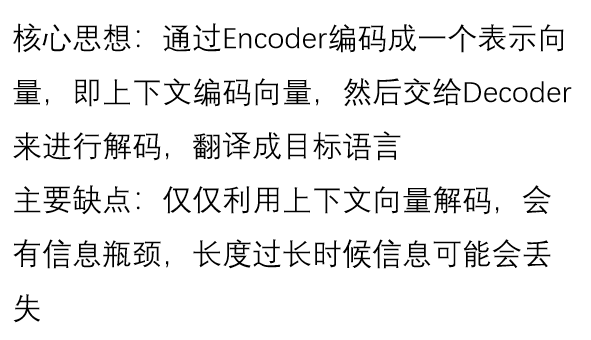 核心思想：通过Encoder编码成一个表示向
量，即上下文编码向量，然后交给Decoder
来进行解码，翻译成目标语言
主要缺点：仅仅利用上下文向量解码，会
有信息瓶颈，长度过长时候信息可能会丢
失